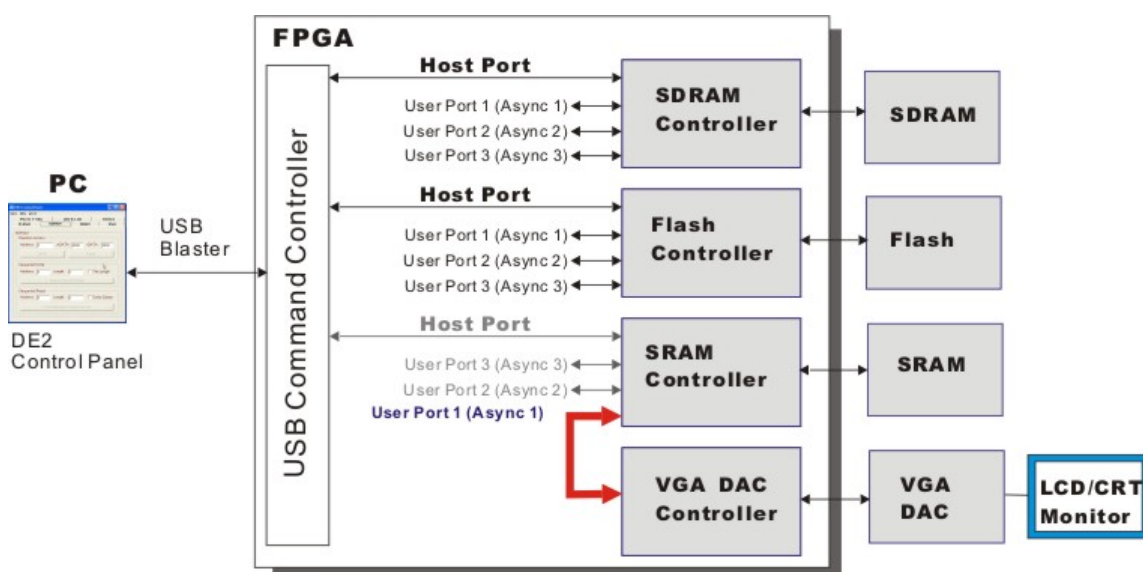 FPGA
Host Port
User Port 1 (Async 1)
User Port 2 (Async 2)
User Port 3 (Async 3)
SDRAM
Controller
SDRAM
PC
USB
Blaster
DE2
Control Panel
USB Command Controller
Host Port
User Port 1 (Async 1)
User Port 2 (Async 2)
User Port 3 (Async 3)
Flash
Controller
Flash
Host Port
User Port 3 (Async 3)
User Port 2 (Async 2)
User Port 1 (Async 1)
SRAM
Controller
SRAM
VGA DAC
Controller
VGA
DAC
LCD/CRT
Monitor